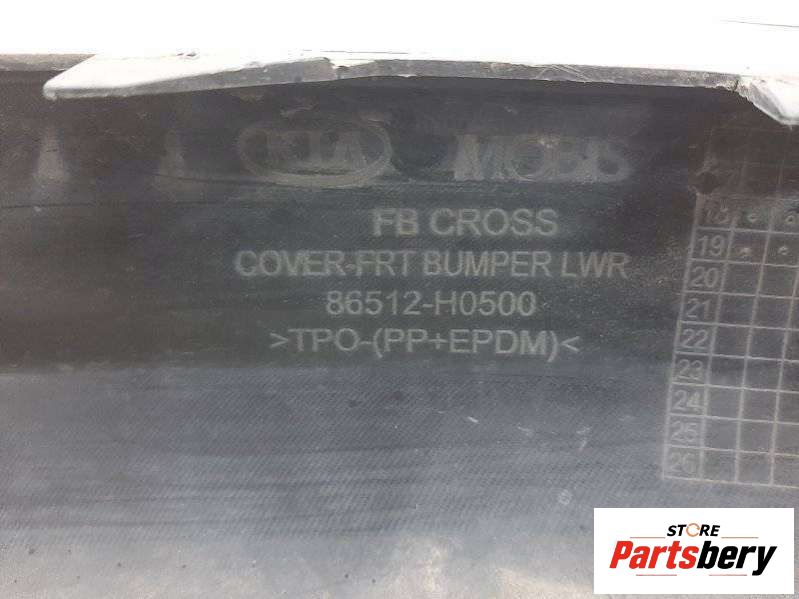 KIA MOBIS
FB CROSS
COVER-FRT BUMPER LWR
86512-H0500
>TPO-(PP+EPDM)<
18
19
20
21
22
23
24
25
26
STORE
Partsbery